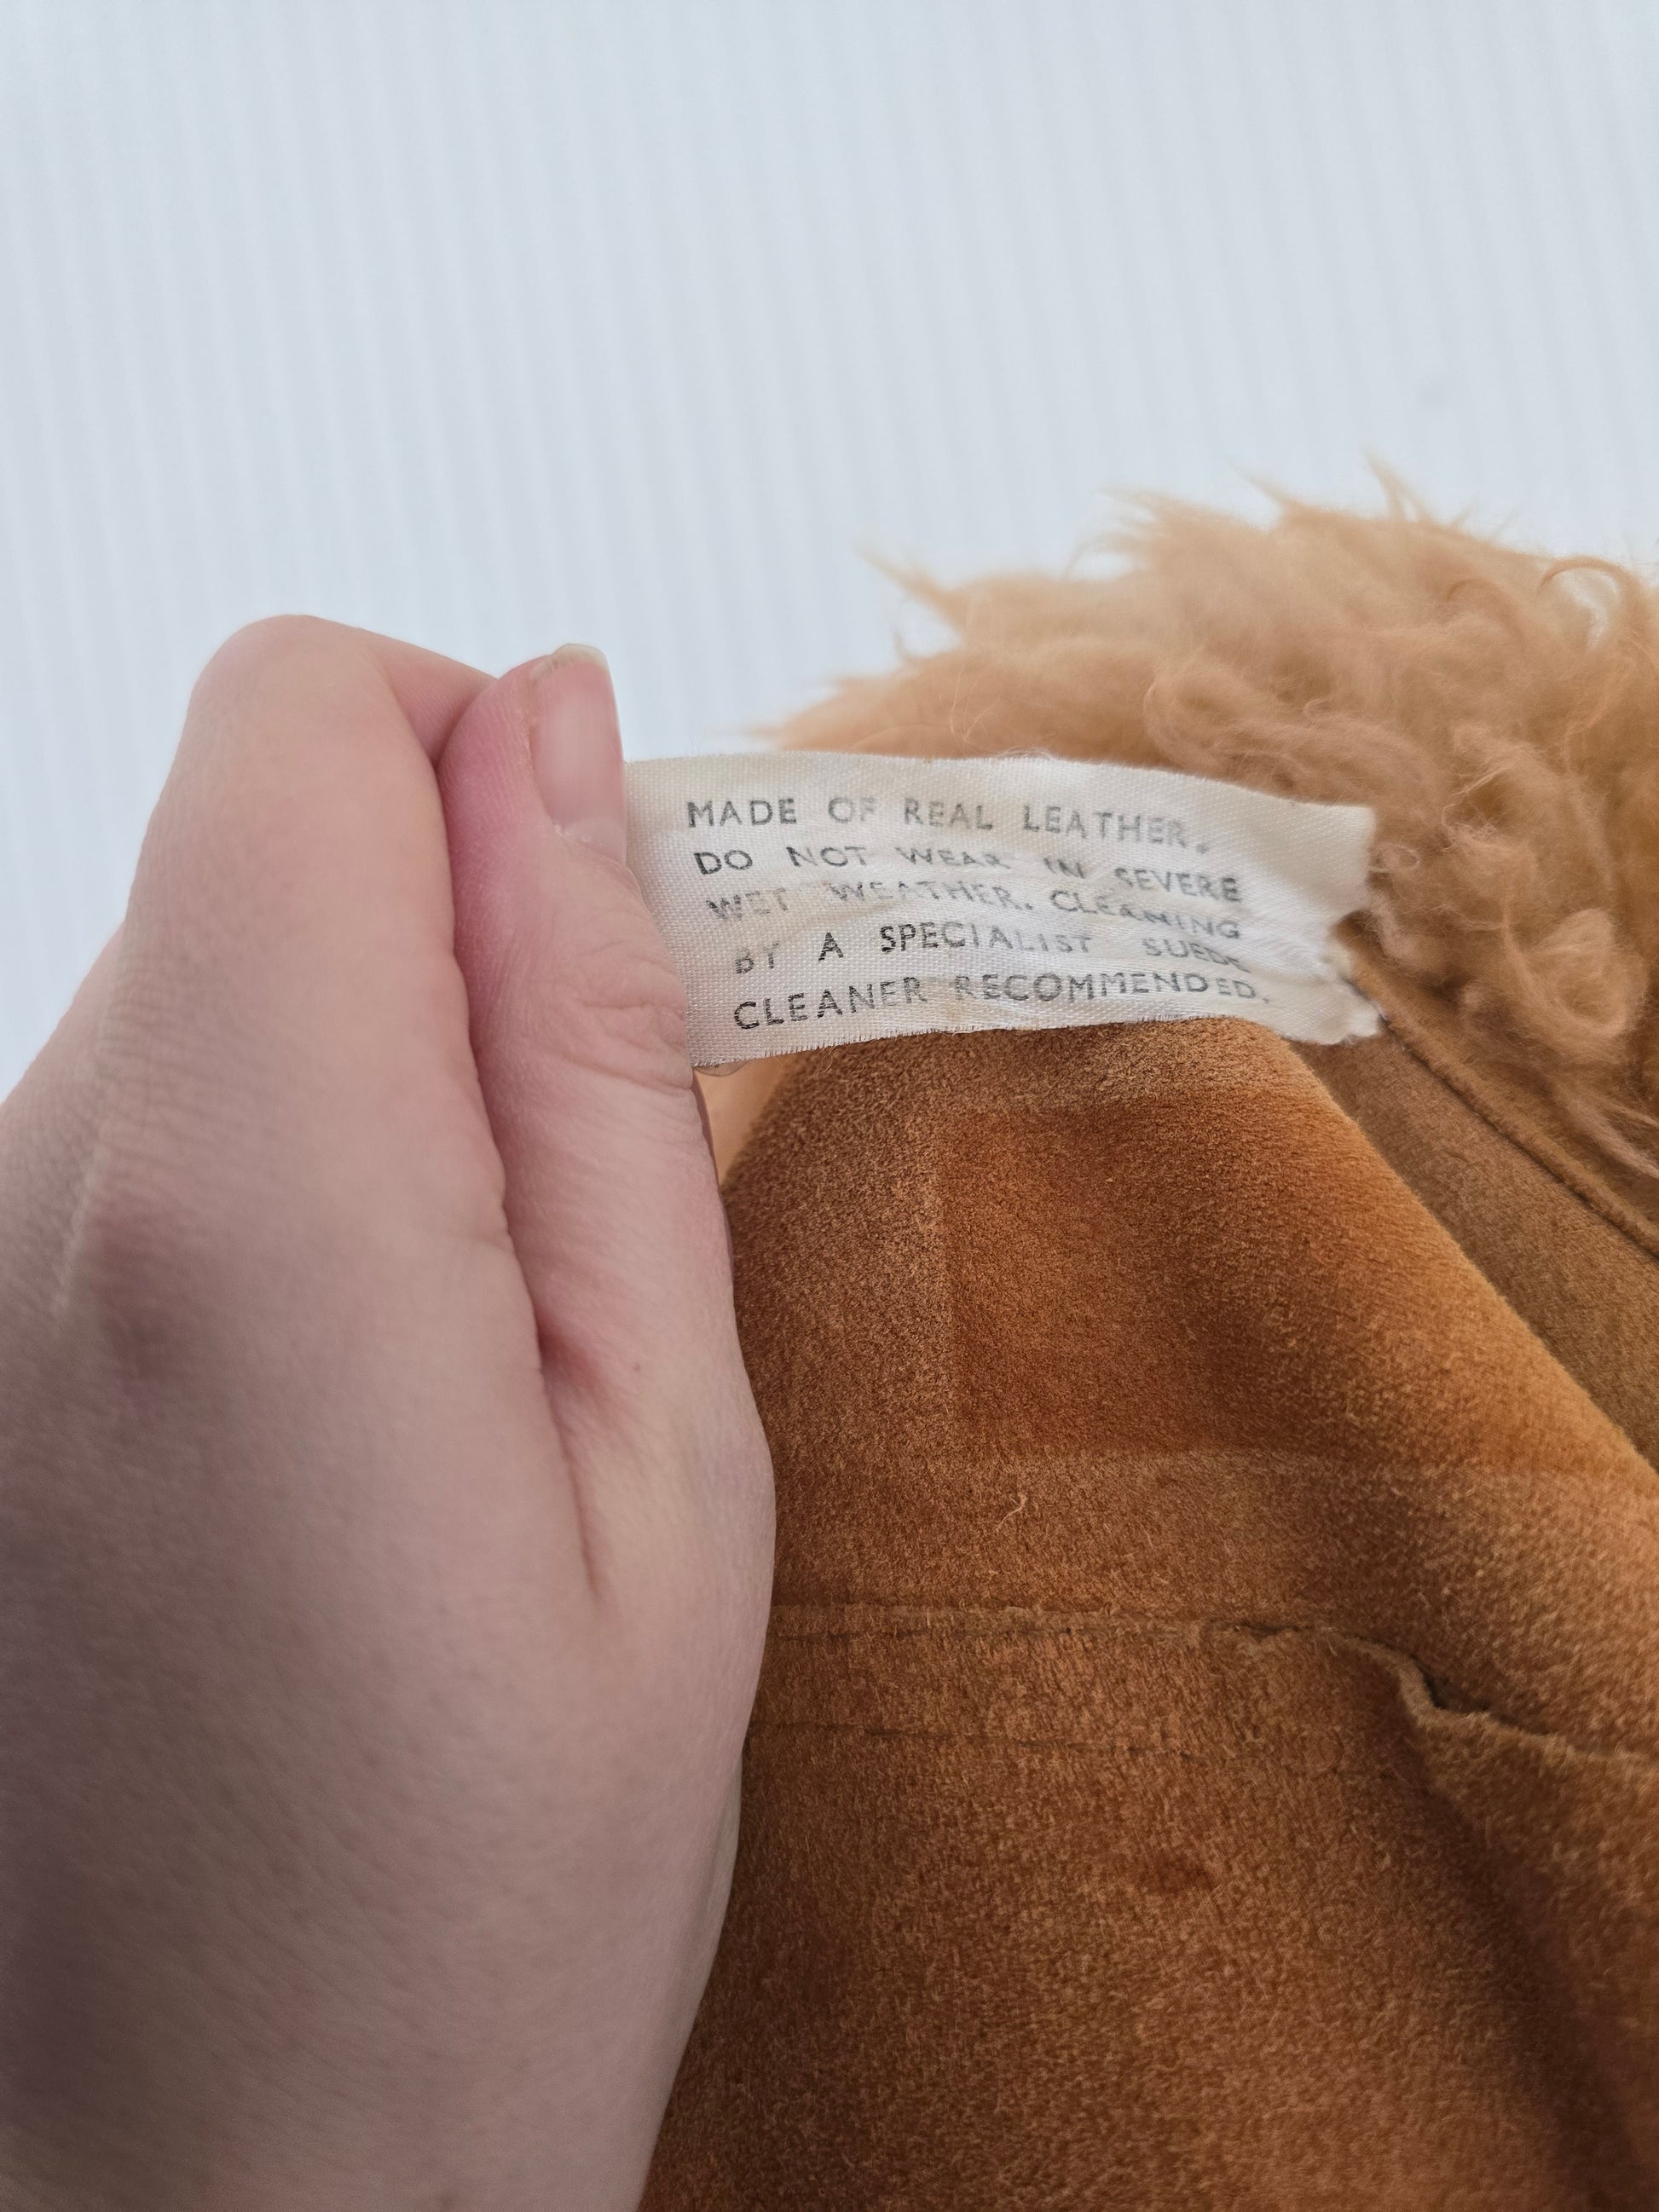 MADE OF REAL LEATHER.
DO NOT WEAR IN SEVERE
WET WEATHER. CLEANING
BY A SPECIALIST SUEDE
CLEANER RECOMMENDED.